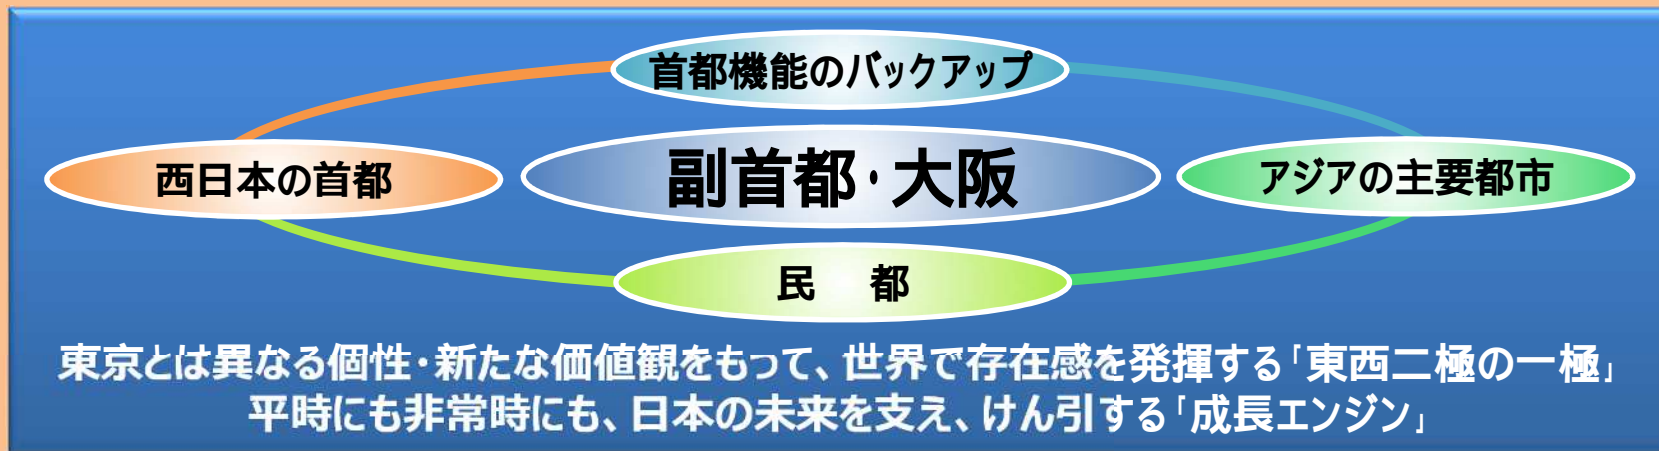 首都機能のバックアップ
西日本の首都
副首都・大阪
アジアの主要都市
民 都
東京とは異なる個性・新たな価値観をもって、世界で存在感を発揮する「東西二極の一極」
平時にも非常時にも、日本の未来を支え、けん引する「成長エンジン」